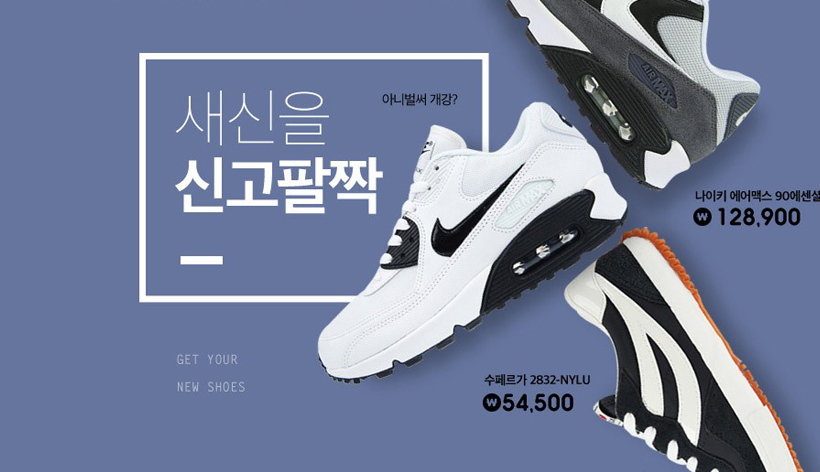 아니벌써 개강?
새신을
신고팔짝
AIR MAX
나이키 에어맥스 90에센셜
₩ 128,900
수페르가 2832-NYLU
₩ 54,500
GET YOUR
NEW SHOES